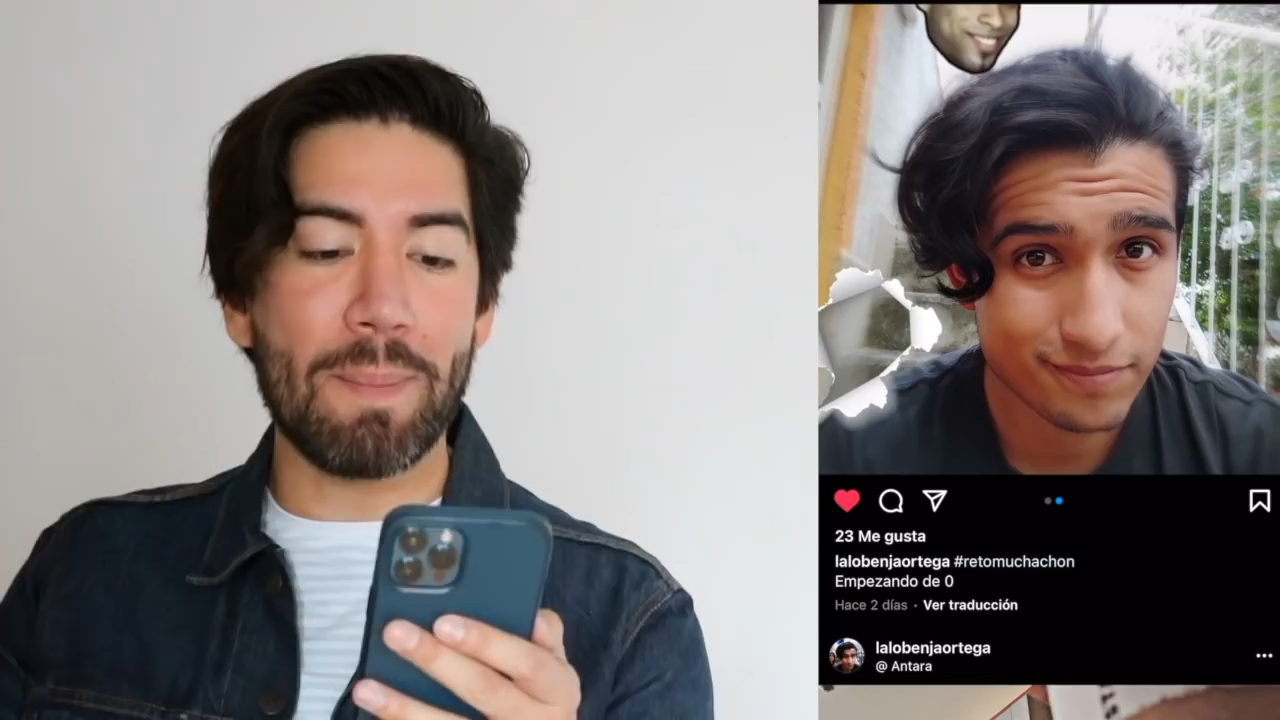 23 Me gusta
lalobenjaortega #retomuchachon
Empezando de 0
Hace 2 días · Ver traducción
lalobenjaortega
@ Antara